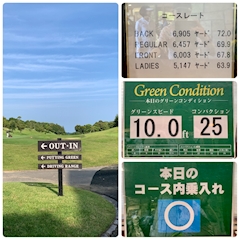 ← OUT-IN
← PUTTING GREEN
← DRIVING RANGE
コースレート
BACK 6,905 ヤード 72.0
REGULAR 6,457 ヤード 69.9
FRONT 6,003 ヤード 67.8
LADIES 5,147 ヤード 63.9
Green Condition
本日のグリーンコンディション
グリーンスピード コンパクション
10.0ft 25
本日の
コース内乗入れ
○